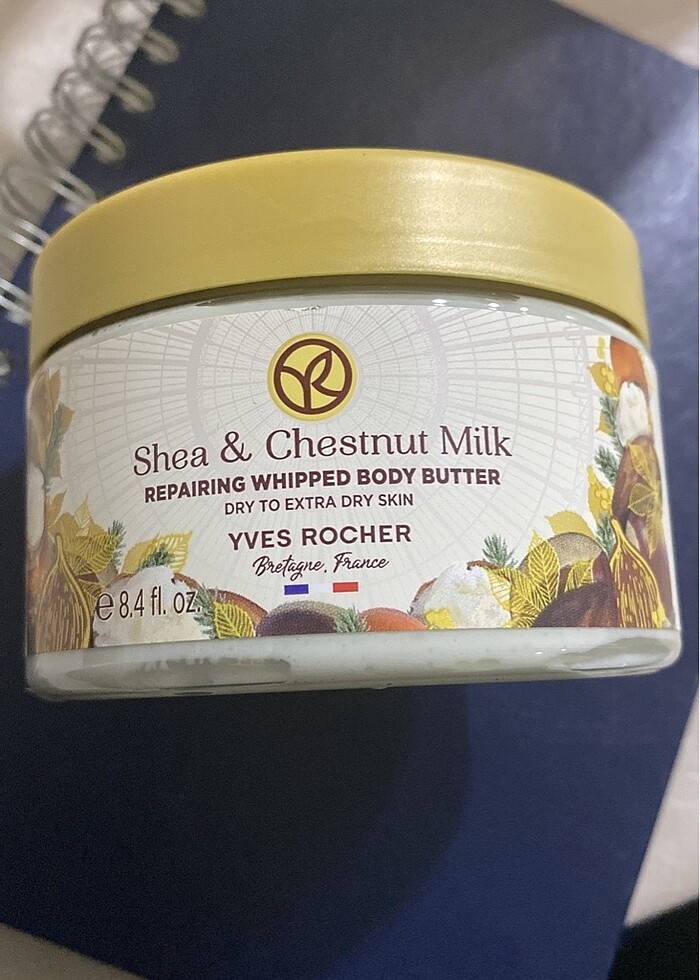 Shea & Chestnut Milk
REPAIRING WHIPPED BODY BUTTER
DRY TO EXTRA DRY SKIN
YVES ROCHER
Bretagne, France
e 8.4 fl. oz.